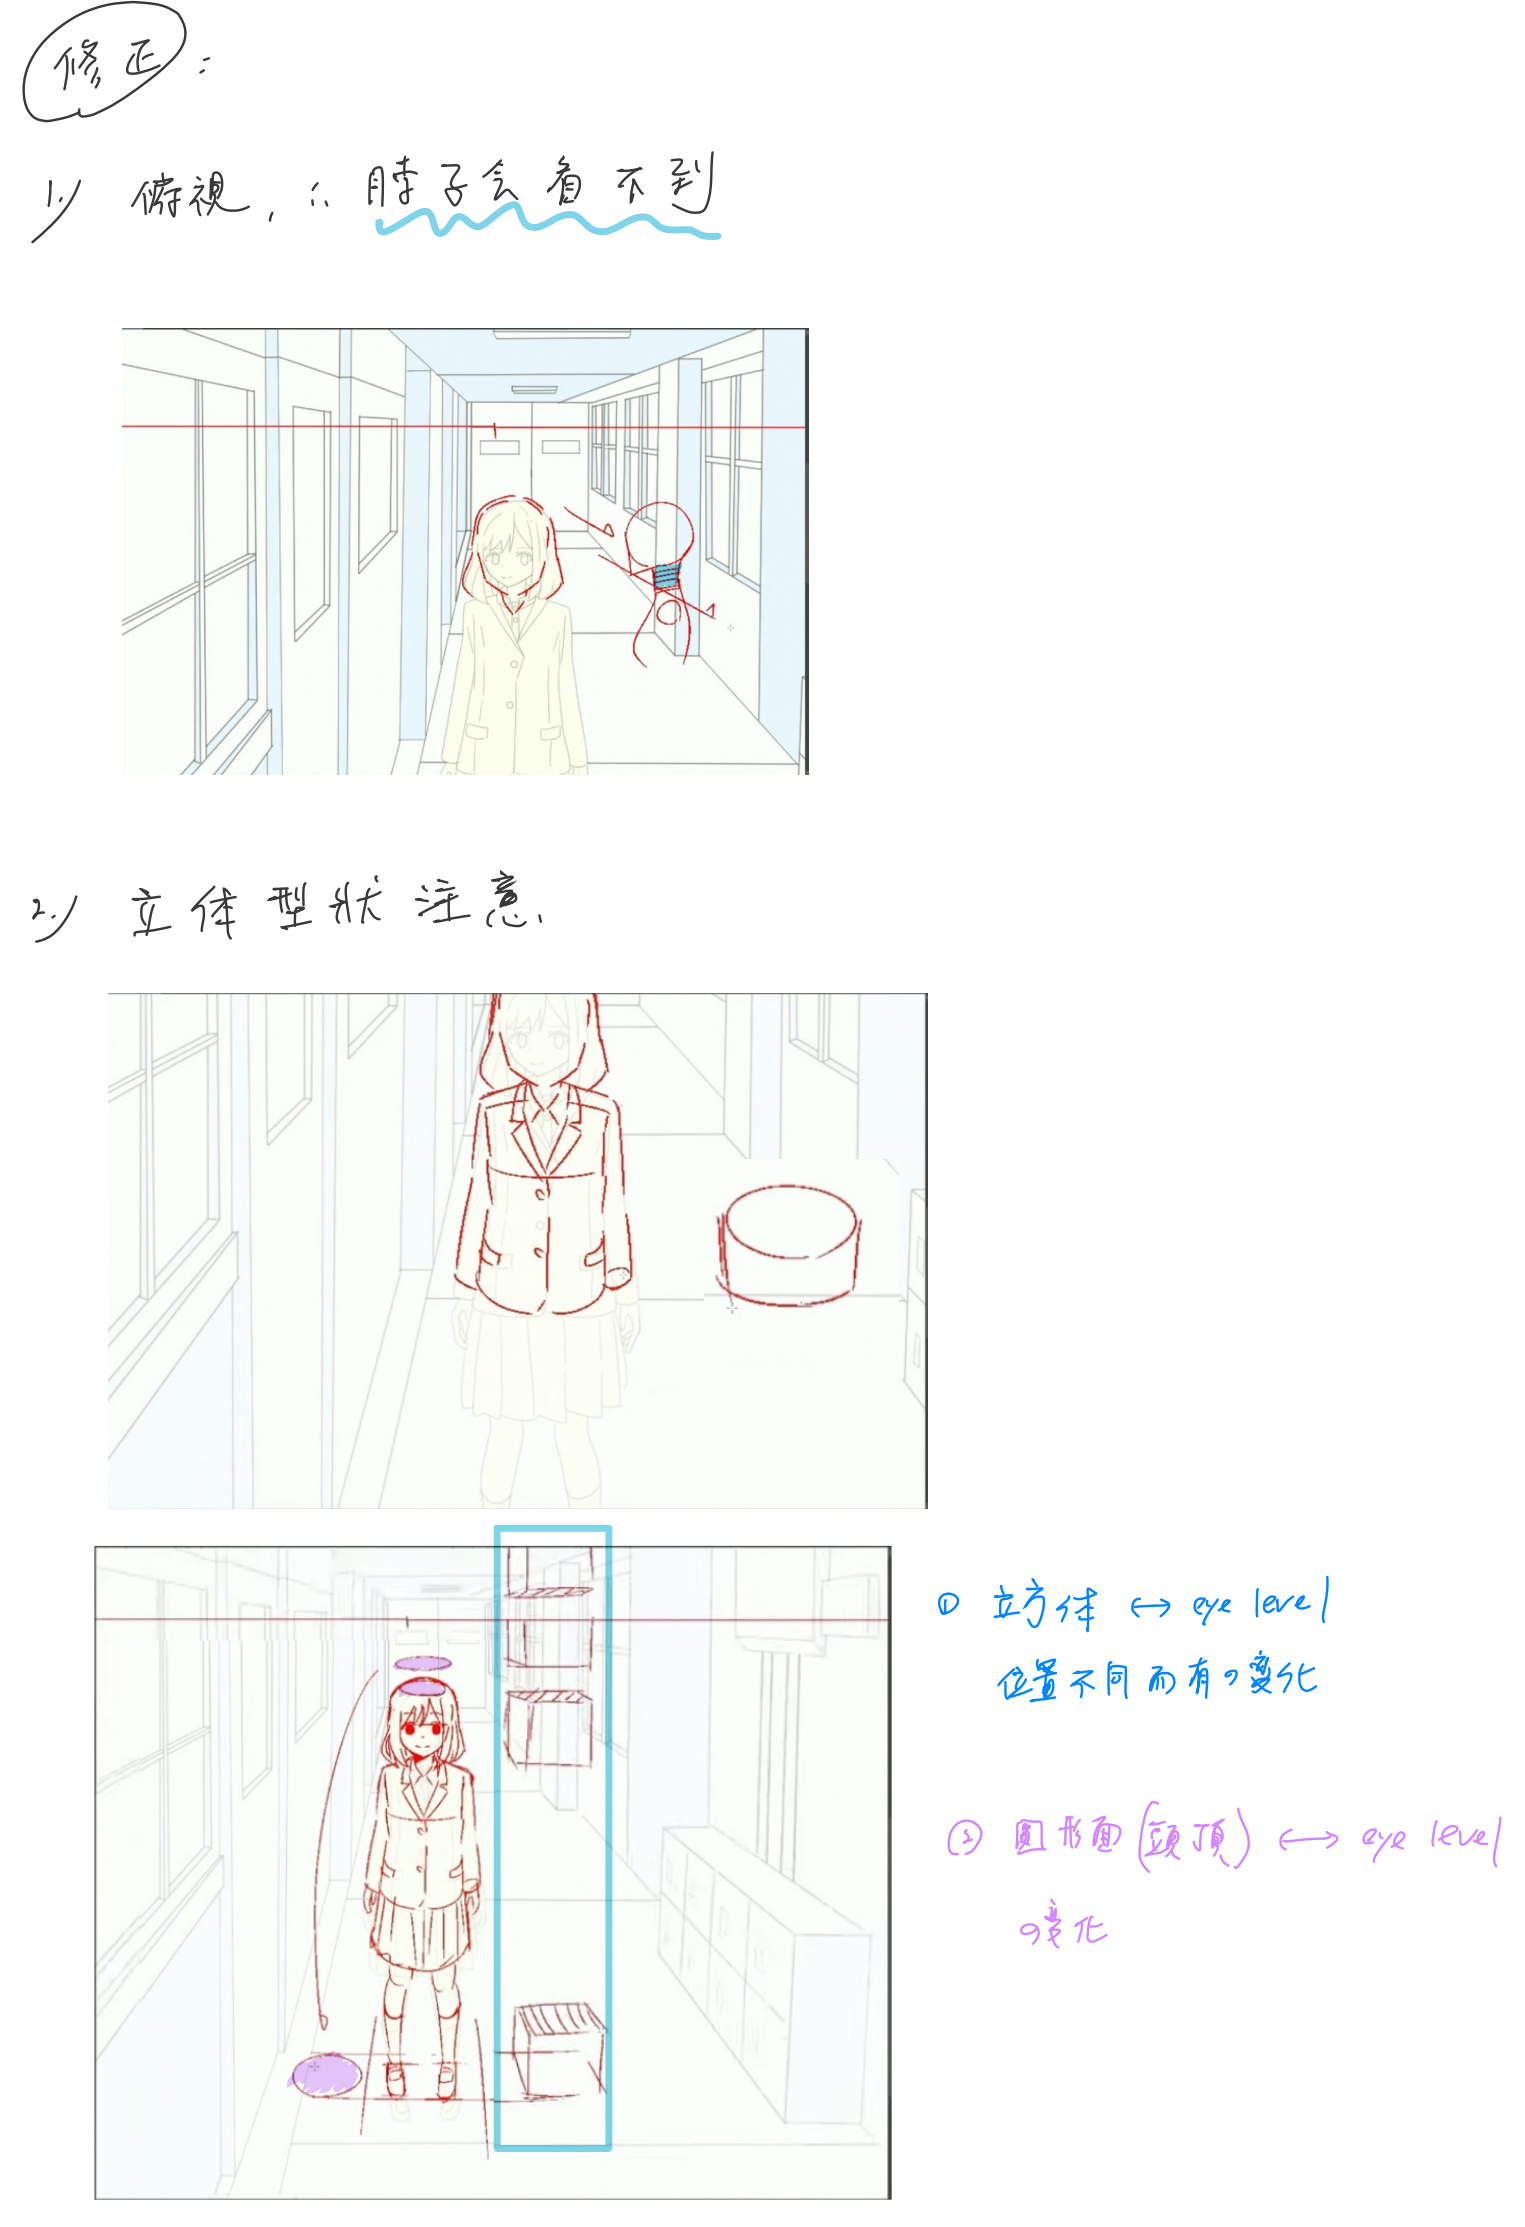 修正:
1.) 俯視, ∴ 脖子会看不到
2.) 立体型狀注意.
① 立方体 ↔ eye level
位置不同而有の變化
② 圓形面(頭頂) ↔ eye level
の変化